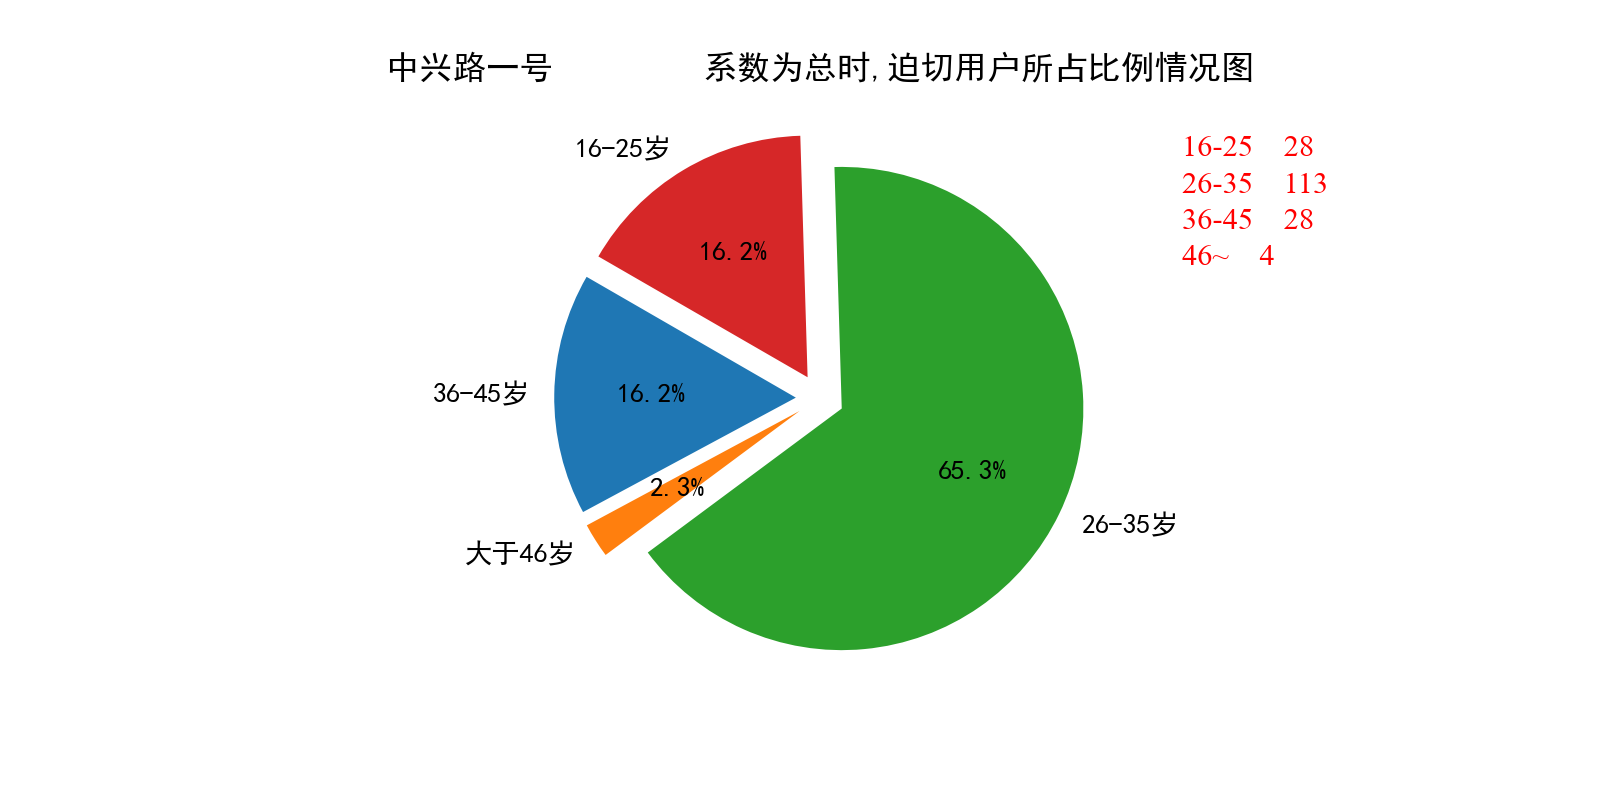 中兴路一号 系数为总时,迫切用户所占比例情况图
16-25岁
16-25 28
26-35 113
36-45 28
46~ 4
16.2%
36-45岁
16.2%
65.3%
2.3%
26-35岁
大于46岁